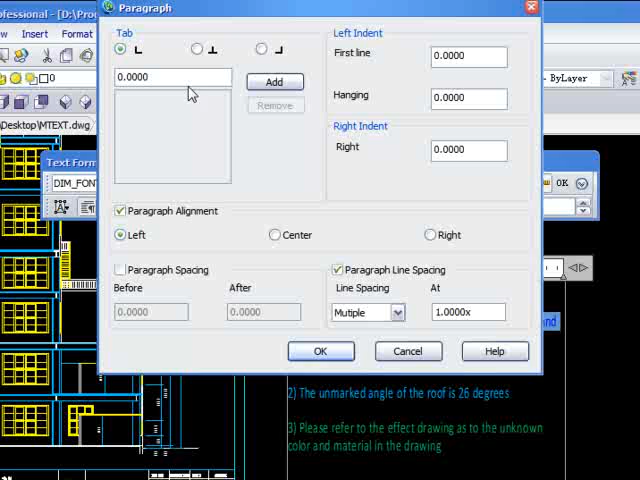 ofessional - [D:\Prog
Paragraph
w Insert Format
ByLayer
Desktop\MTEXT.dwg
Text Form
DIM_FON
OK
Tab
0.0000
Add
Remove
Left Indent
First line 0.0000
Hanging 0.0000
Right Indent
Right 0.0000
Paragraph Alignment
Left Center Right
Paragraph Spacing
Before After
0.0000 0.0000
Paragraph Line Spacing
Line Spacing At
Mutiple 1.0000x
OK Cancel Help
and
2) The unmarked angle of the roof is 26 degrees
3) Please refer to the effect drawing as to the unknown
color and material in the drawing